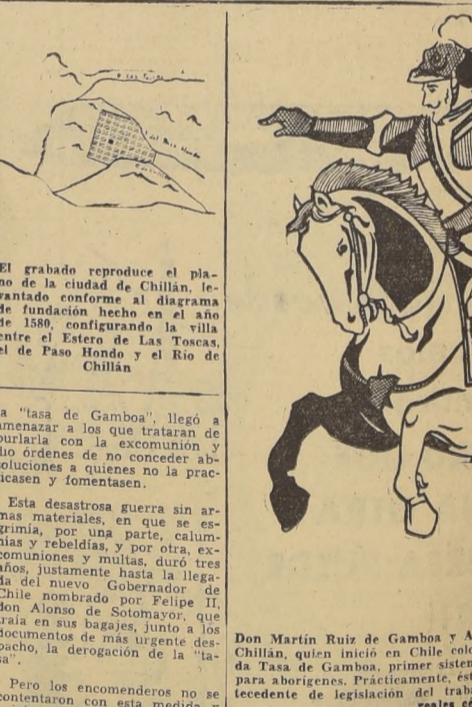 El grabado reproduce el pla-
no de la ciudad de Chillán, le-
vantado conforme al diagrama
de fundación hecho en el año
de 1580, configurando la villa
entre el Estero de Las Toscas,
el de Paso Hondo y el Río de
Chillán
la "tasa de Gamboa", llegó a
amenazar a los que trataran de
burlarla con la excomunión y
dio órdenes de no conceder ab-
soluciones a quienes no la prac-
ticasen y fomentasen.
Esta desastrosa guerra sin ar-
mas materiales, en que se es-
grimía, por una parte, calum-
nias y rebeldías, y por otra, ex-
comuniones y multas, duró tres
años, justamente hasta la llega-
da del nuevo Gobernador de
Chile nombrado por Felipe II,
don Alonso de Sotomayor, que
traía en sus bagajes, junto a los
documentos de más urgente des-
pacho, la derogación de la "ta-
sa".
Pero los encomenderos no se
contentaron con esta medida y
Don Martín Ruiz de Gamboa y A
Chillán, quien inició en Chile colo
da Tasa de Gamboa, primer sistem
para aborígenes. Prácticamente, ést
tecedente de legislación del trab
reales